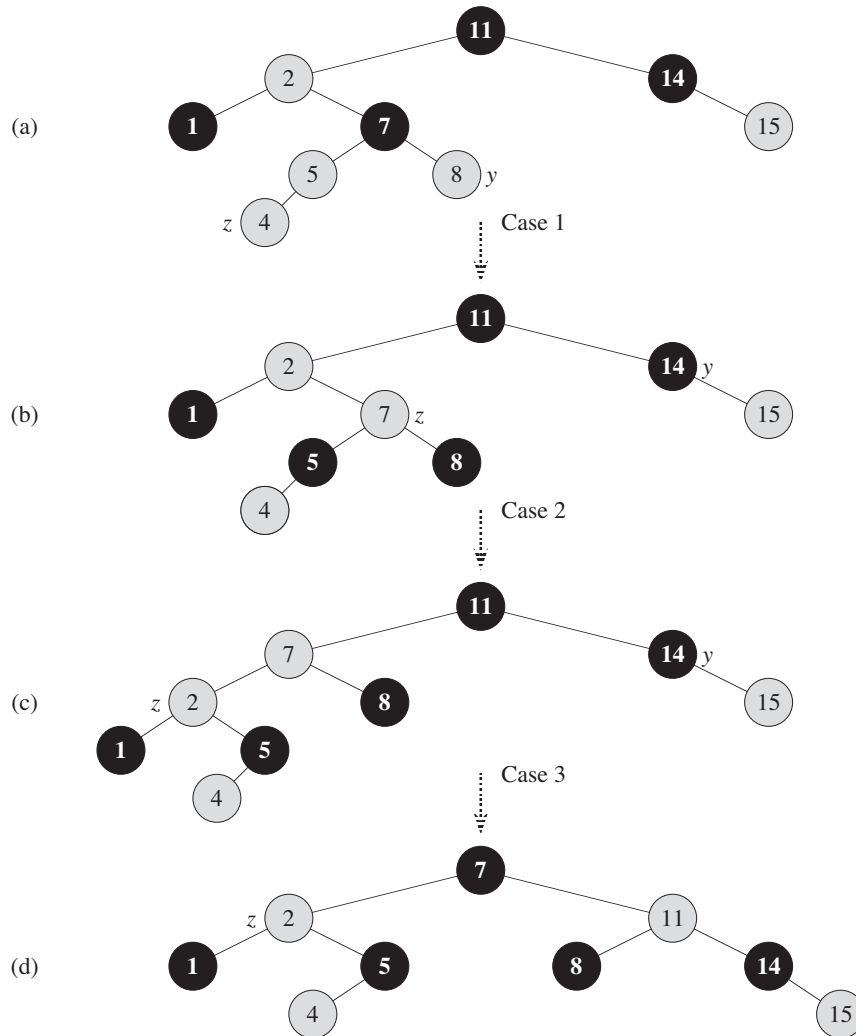 11
2 14
(a) 1 7 15
5 8 y
z 4 Case 1
11
2 14 y
(b) 1 7 z 15
5 8
4 Case 2
11
7 14 y
(c) z 2 8 15
1 5
4 Case 3
7
z 2 11
(d) 1 5 8 14
4 15